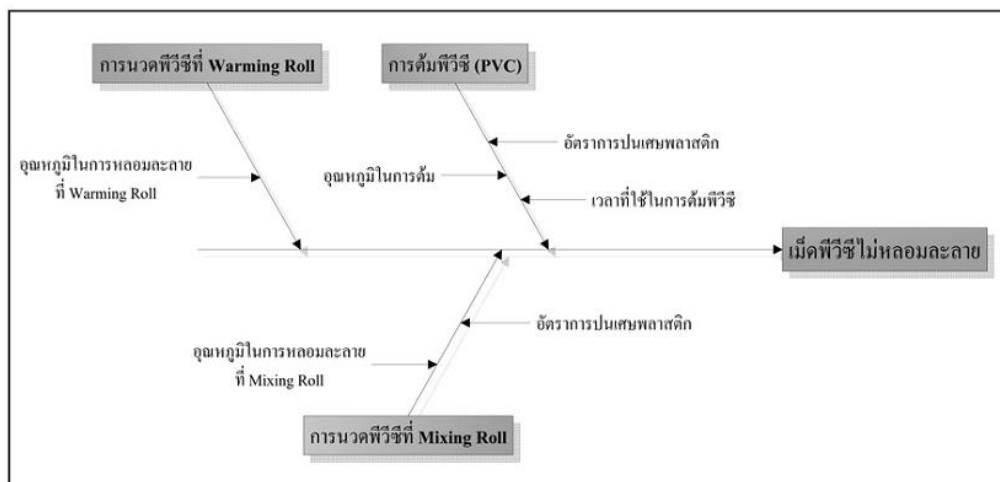 การนวดพีวีซีที่ Warming Roll
การต้มพีวีซี (PVC)
อัตราการปนเศษพลาสติก
อุณหภูมิในการหลอมละลาย
ที่ Warming Roll
อุณหภูมิในการต้ม
เวลาที่ใช้ในการต้มพีวีซี
เม็ดพีวีซีไม่หลอมละลาย
อัตราการปนเศษพลาสติก
อุณหภูมิในการหลอมละลาย
ที่ Mixing Roll
การนวดพีวีซีที่ Mixing Roll